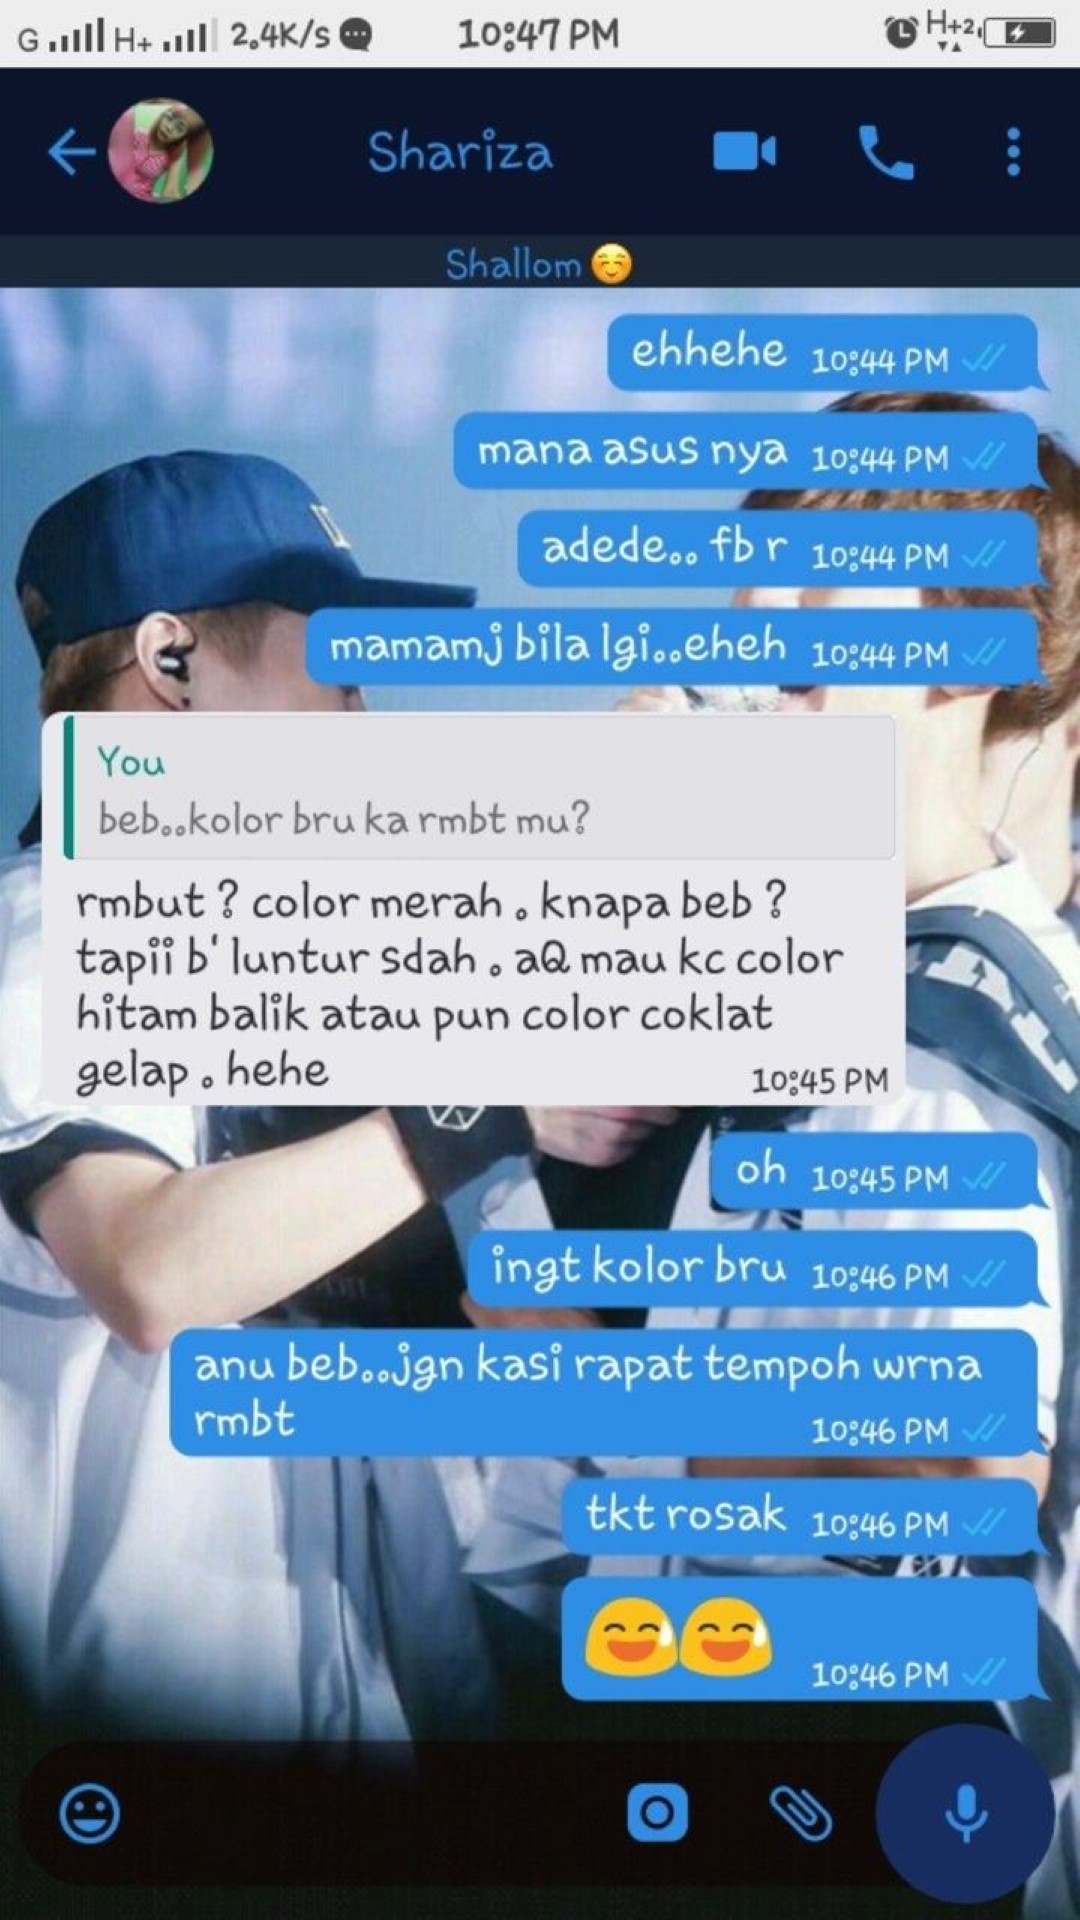 G H+ 2.4K/s 10:47 PM H+2
Shariza
Shallom ☺️
ehhehe 10:44 PM
mana asus nya 10:44 PM
adede.. fb r 10:44 PM
mamamj bila lgi..eheh 10:44 PM
You
beb..kolor bru ka rmbt mu?
rmbut ? color merah . knapa beb ?
tapii b' luntur sdah . aQ mau kc color
hitam balik atau pun color coklat
gelap . hehe 10:45 PM
oh 10:45 PM
ingt kolor bru 10:46 PM
anu beb..jgn kasi rapat tempoh wrna
rmbt 10:46 PM
tkt rosak 10:46 PM
😅😅 10:46 PM